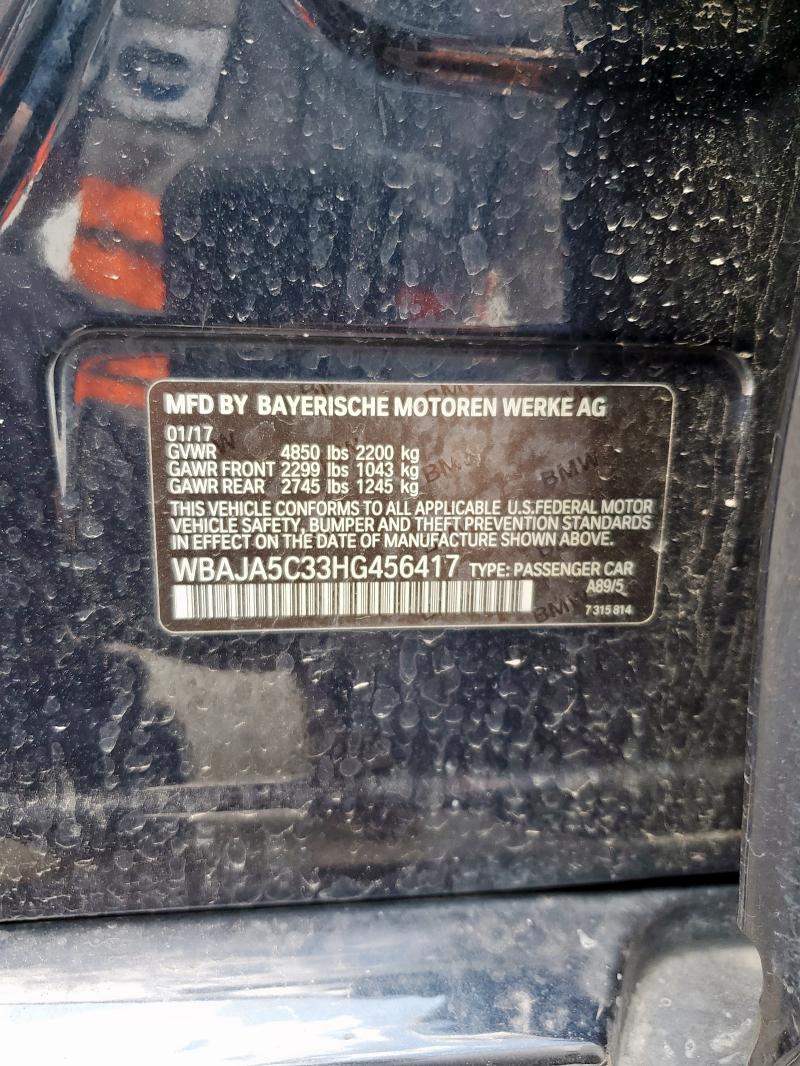 MFD BY BAYERISCHE MOTOREN WERKE AG
01/17
GVWR 4850 lbs 2200 kg
GAWR FRONT 2299 lbs 1043 kg
GAWR REAR 2745 lbs 1245 kg
THIS VEHICLE CONFORMS TO ALL APPLICABLE U.S.FEDERAL MOTOR
VEHICLE SAFETY, BUMPER AND THEFT PREVENTION STANDARDS
IN EFFECT ON THE DATE OF MANUFACTURE SHOWN ABOVE.
WBAJA5C33HG456417 TYPE: PASSENGER CAR
A89/5
7 315 814
BMW
BMW
BMW